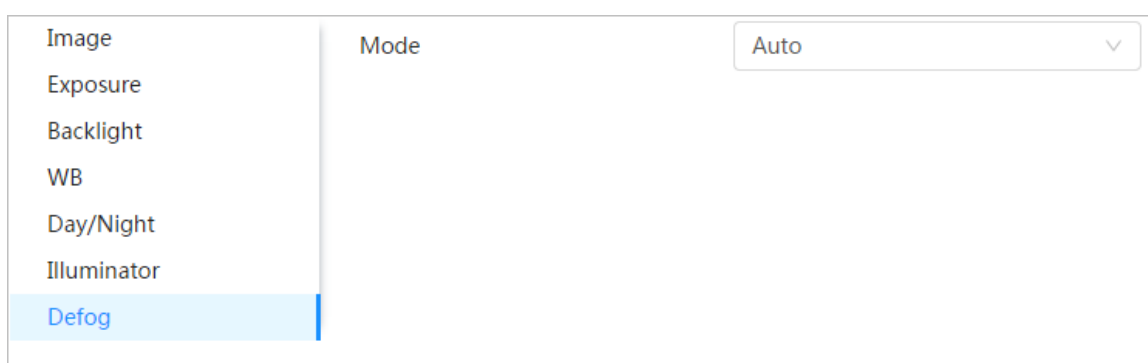 Image
Mode
Auto
Exposure
Backlight
WB
Day/Night
Illuminator
Defog